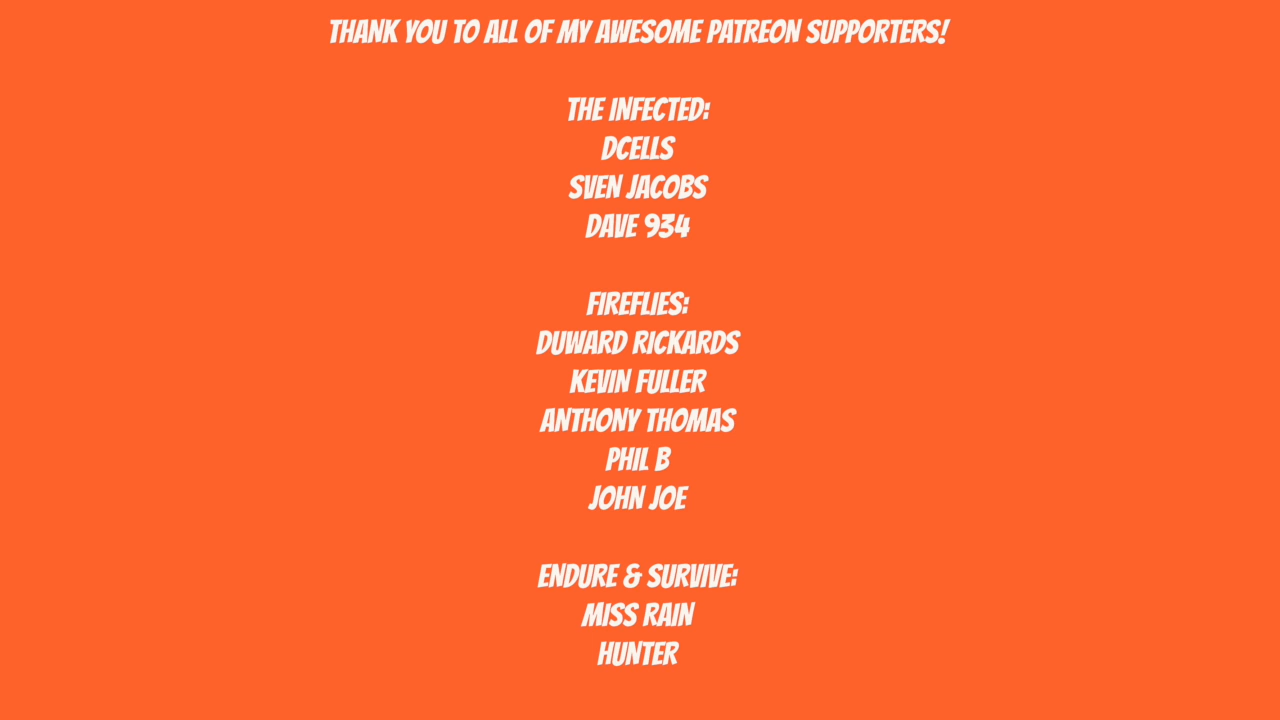 THANK YOU TO ALL OF MY AWESOME PATREON SUPPORTERS!
THE INFECTED:
DCELLS
SVEN JACOBS
DAVE 934
FIREFLIES:
DUWARD RICKARDS
KEVIN FULLER
ANTHONY THOMAS
PHIL B
JOHN JOE
ENDURE & SURVIVE:
MISS RAIN
HUNTER